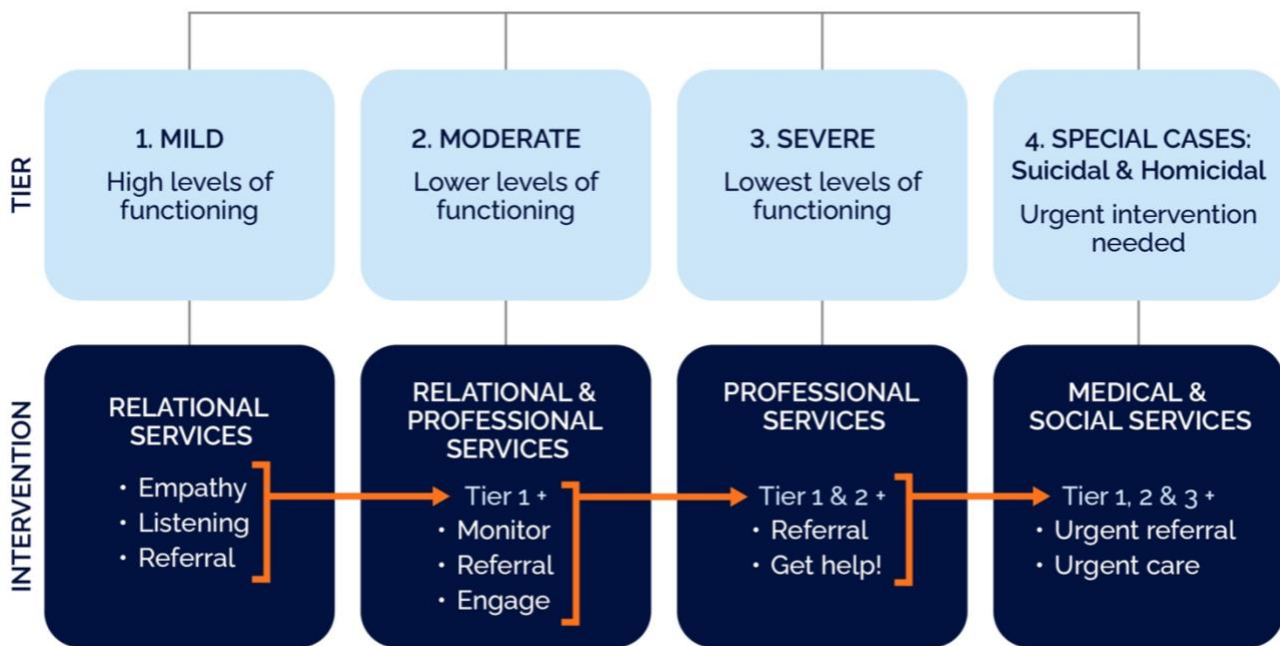 TIER
1. MILD
High levels of
functioning
2. MODERATE
Lower levels of
functioning
3. SEVERE
Lowest levels of
functioning
4. SPECIAL CASES:
Suicidal & Homicidal
Urgent intervention
needed
INTERVENTION
RELATIONAL
SERVICES
• Empathy
• Listening
• Referral
RELATIONAL &
PROFESSIONAL
SERVICES
Tier 1 +
• Monitor
• Referral
• Engage
PROFESSIONAL
SERVICES
Tier 1 & 2 +
• Referral
• Get help!
MEDICAL &
SOCIAL SERVICES
Tier 1, 2 & 3 +
• Urgent referral
• Urgent care